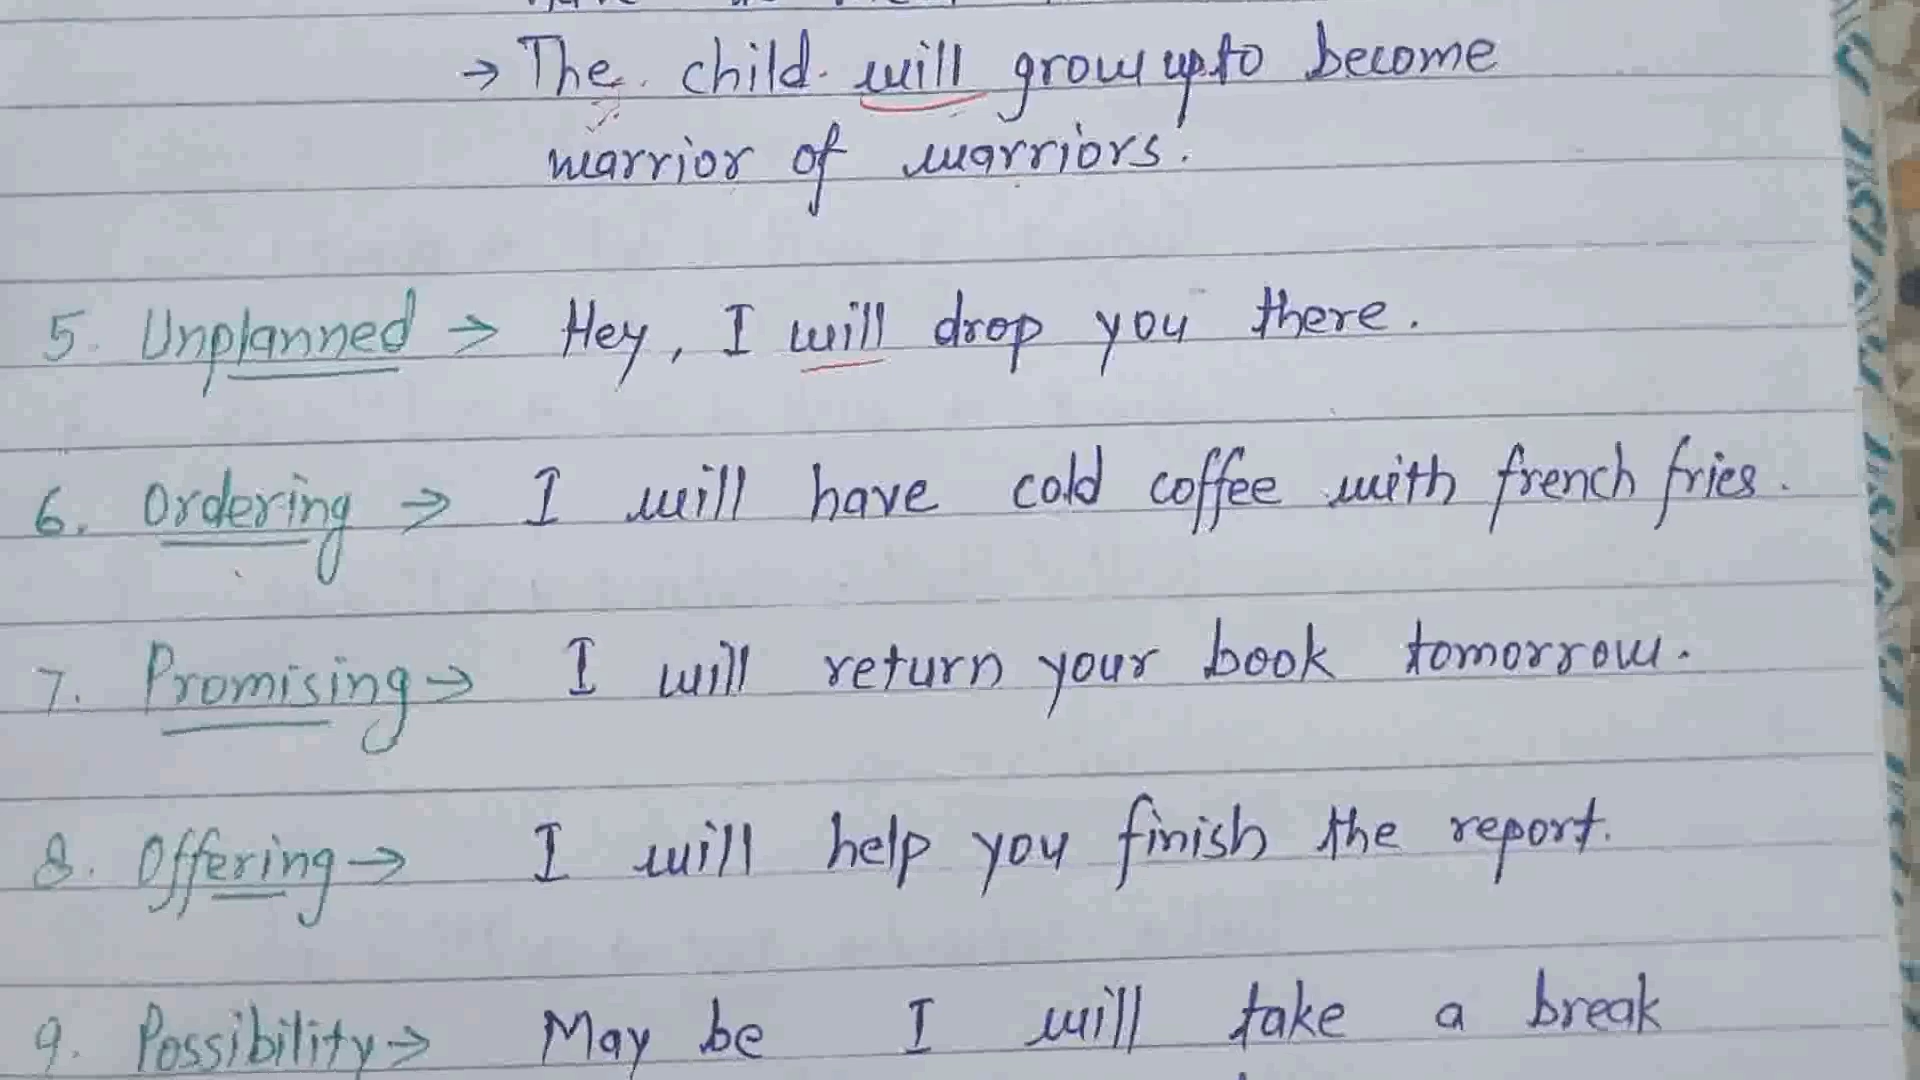 → The child will grow up to become
warrior of warriors.
5. Unplanned → Hey, I will drop you there.
6. Ordering → I will have cold coffee with french fries.
7. Promising → I will return your book tomorrow.
8. Offering → I will help you finish the report.
9. Possibility → May be I will take a break